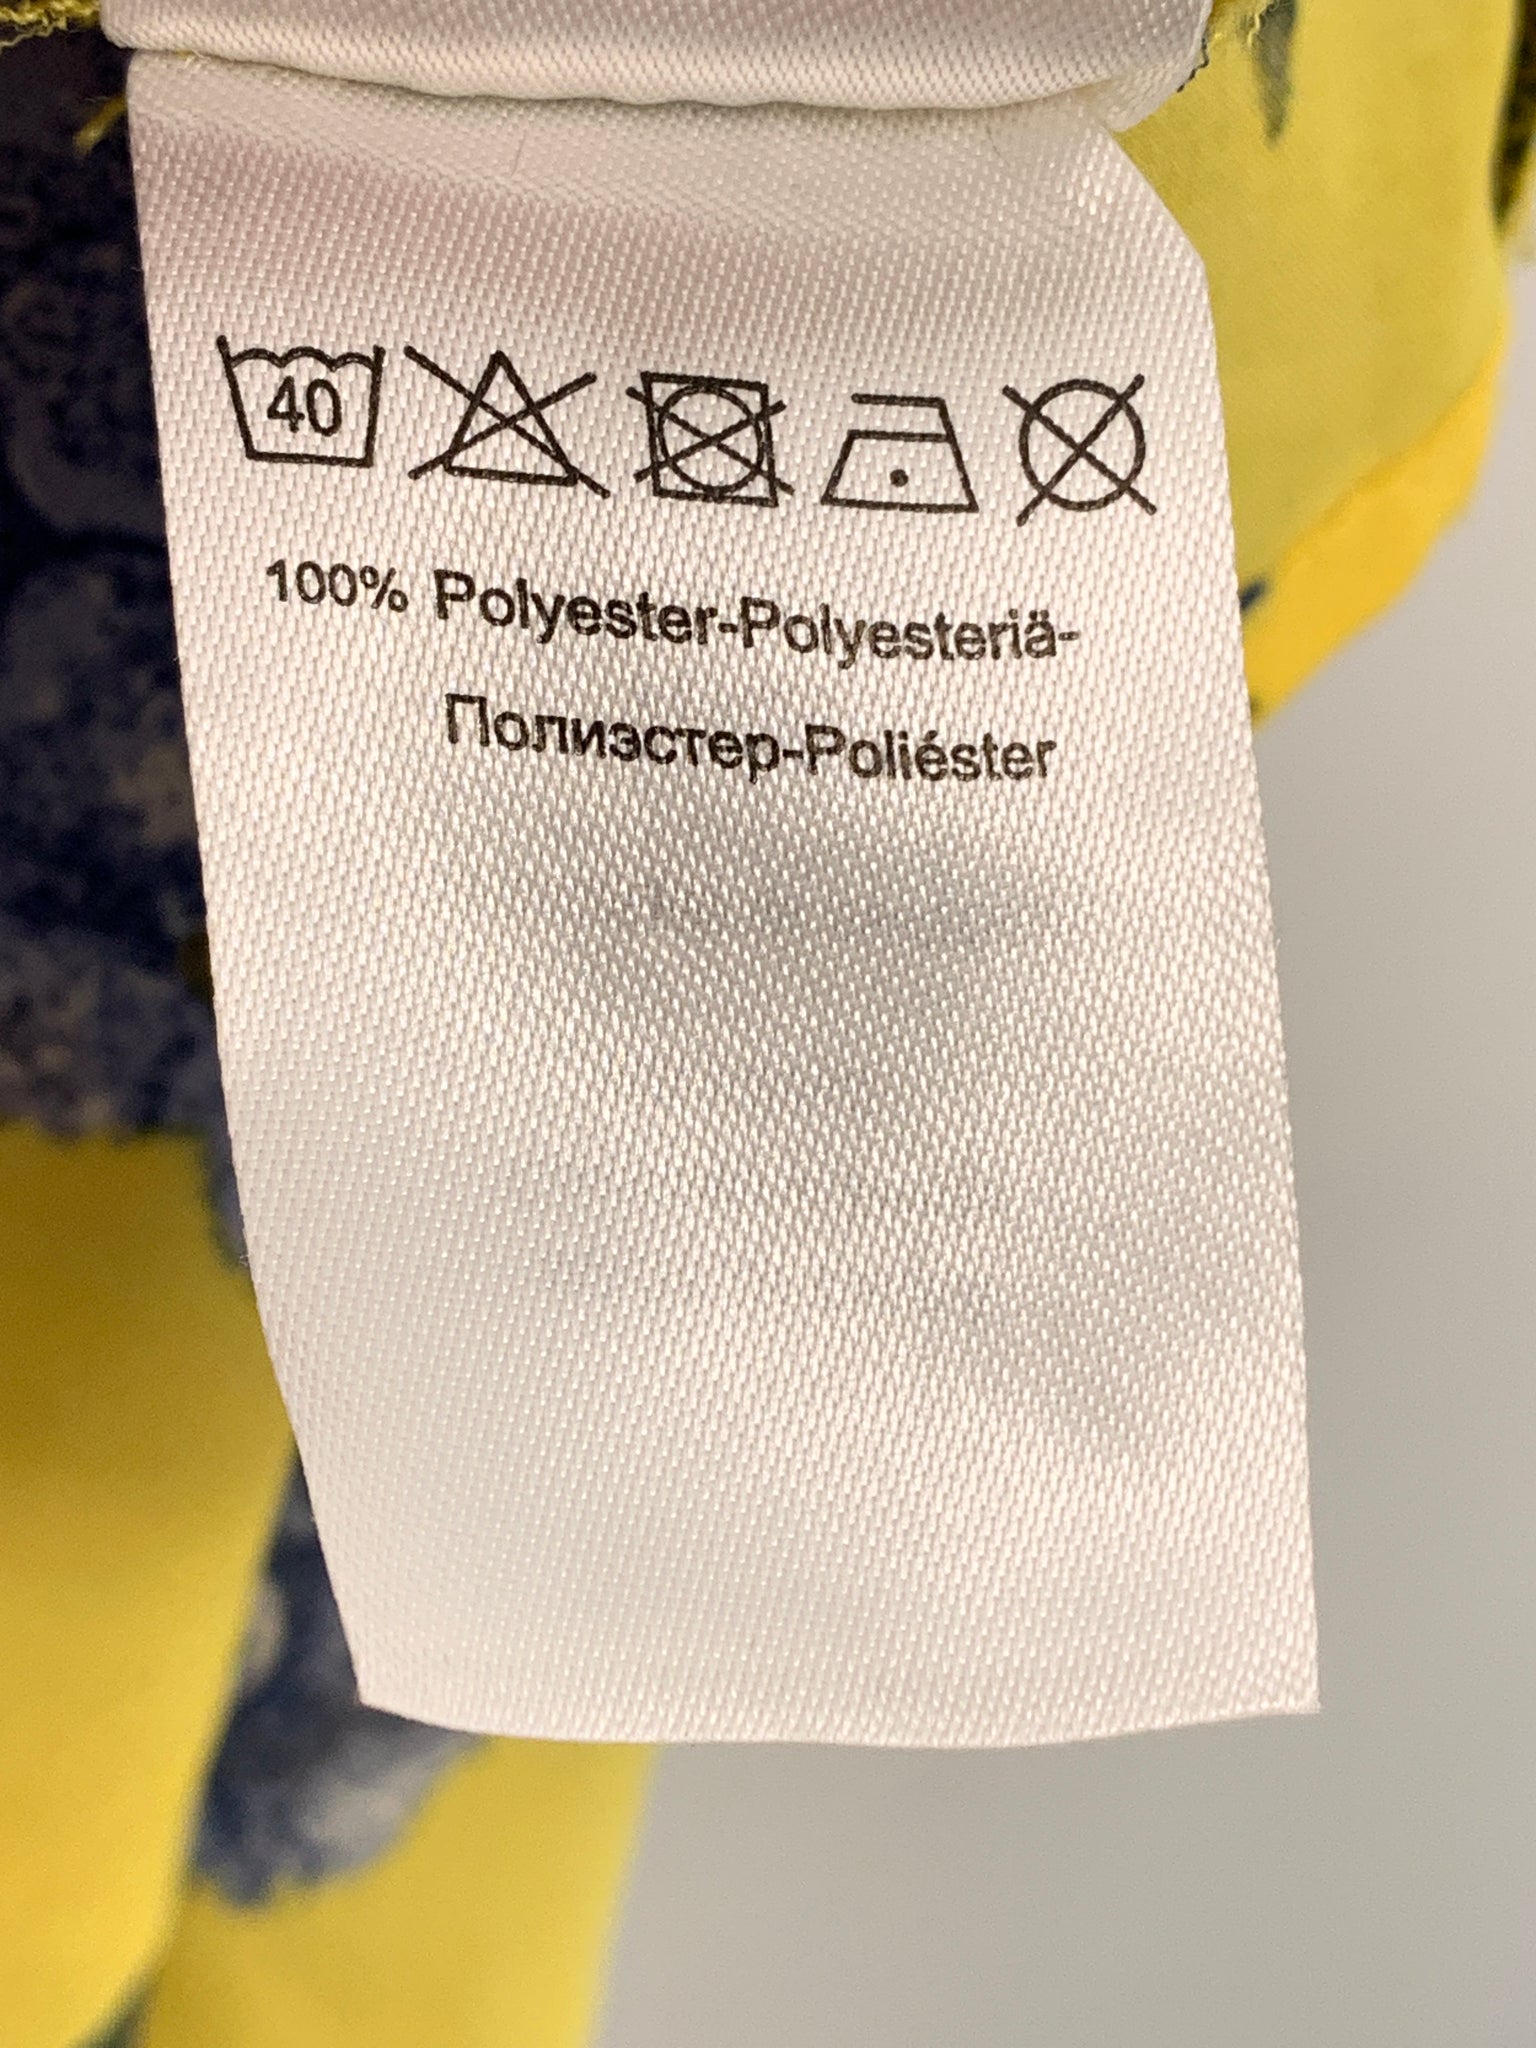 40
100% Polyester-Polyesteriä-
Полиэстер-Poliéster